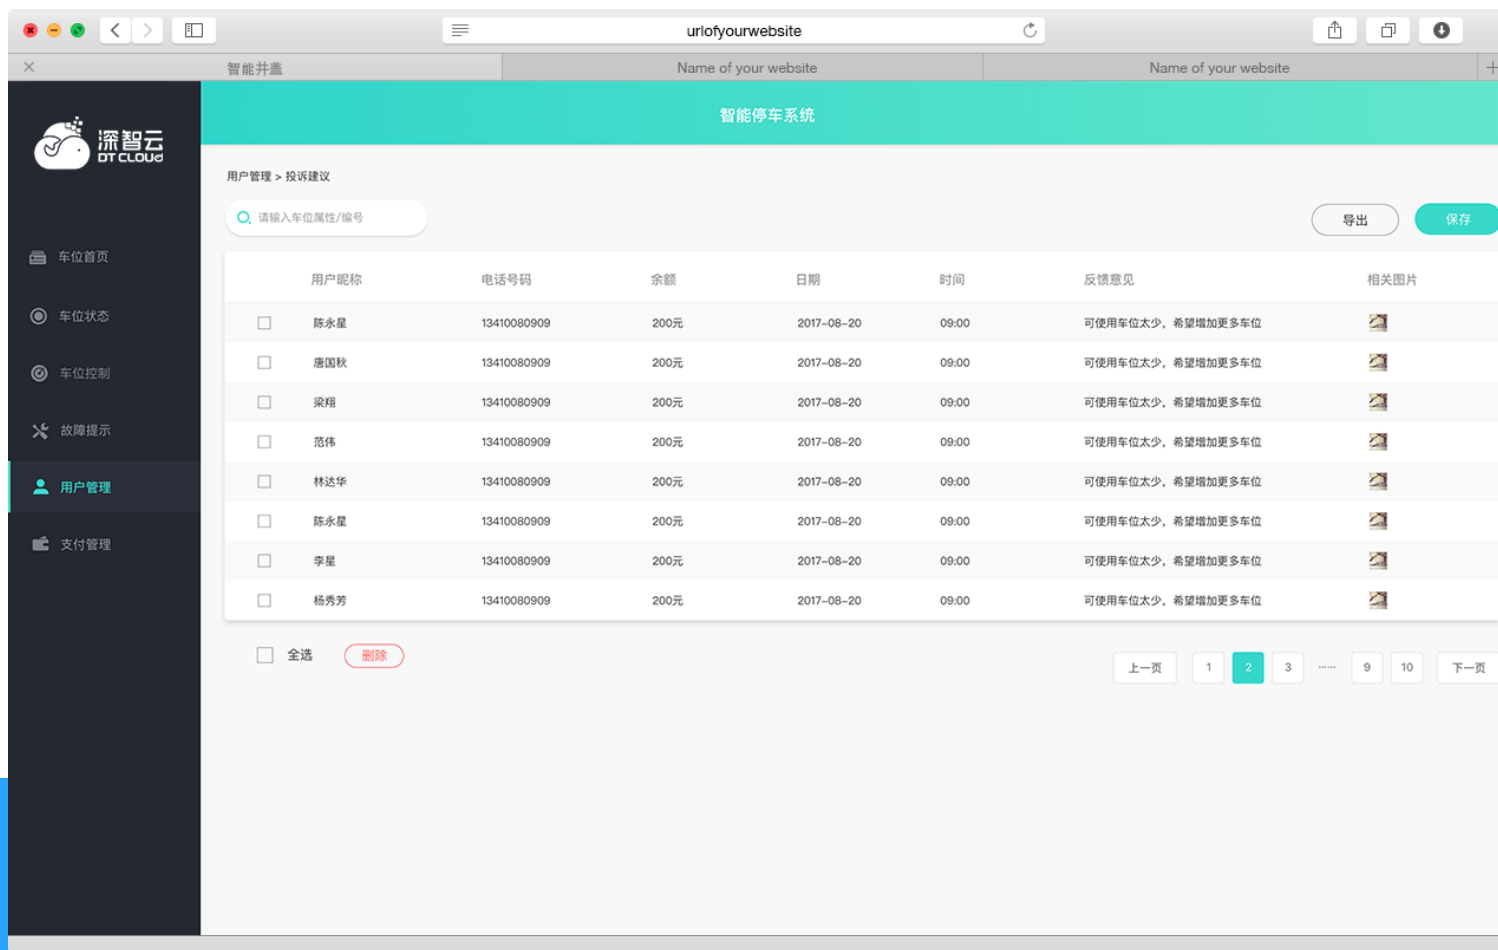 urlofyourwebsite
智能井盖 Name of your website Name of your website
深智云
DT CLOUd
智能停车系统
用户管理 > 投诉建议
请输入车位属性/编号 导出 保存
车位首页
车位状态
车位控制
故障提示
用户管理
支付管理
用户昵称 电话号码 余额 日期 时间 反馈意见 相关图片
陈永星 13410080909 200元 2017-08-20 09:00 可使用车位太少，希望增加更多车位
唐国秋 13410080909 200元 2017-08-20 09:00 可使用车位太少，希望增加更多车位
梁翔 13410080909 200元 2017-08-20 09:00 可使用车位太少，希望增加更多车位
范伟 13410080909 200元 2017-08-20 09:00 可使用车位太少，希望增加更多车位
林达华 13410080909 200元 2017-08-20 09:00 可使用车位太少，希望增加更多车位
陈永星 13410080909 200元 2017-08-20 09:00 可使用车位太少，希望增加更多车位
李星 13410080909 200元 2017-08-20 09:00 可使用车位太少，希望增加更多车位
杨秀芳 13410080909 200元 2017-08-20 09:00 可使用车位太少，希望增加更多车位
全选 删除
上一页 1 2 3 ······ 9 10 下一页